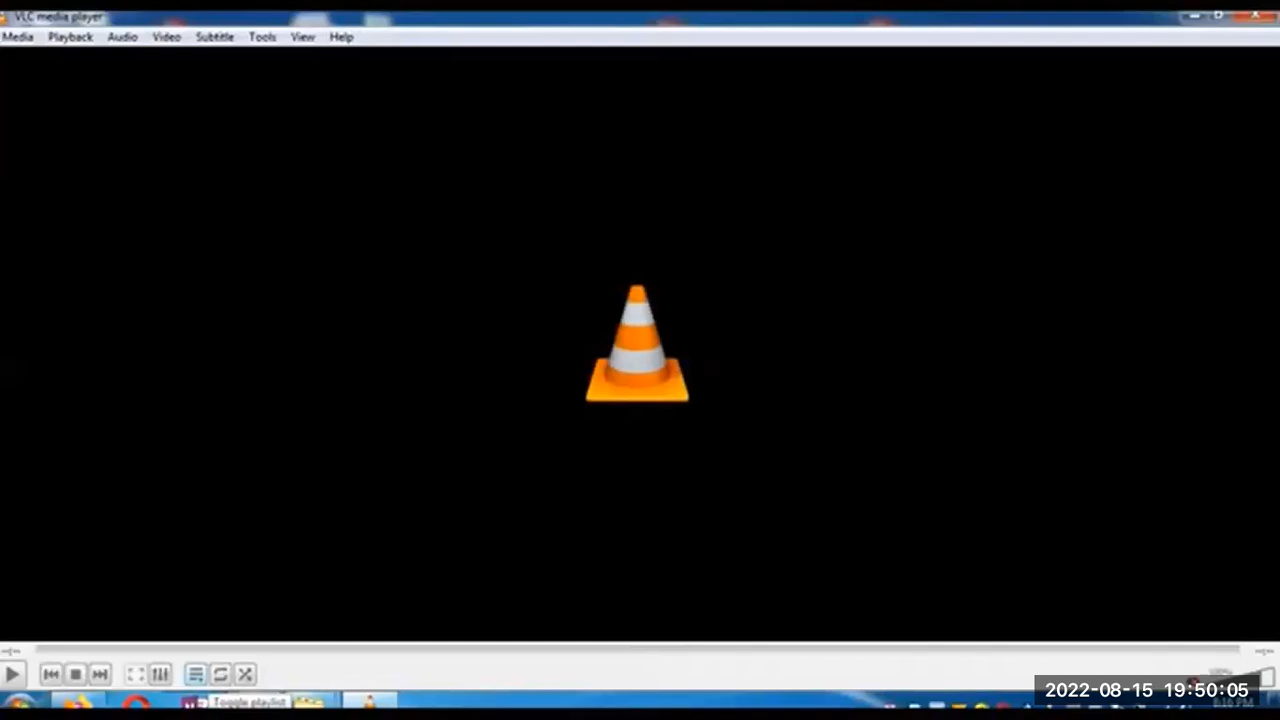 VLC media player
Media Playback Audio Video Subtitle Tools View Help
Toggle playlist
2022-08-15 19:50:05